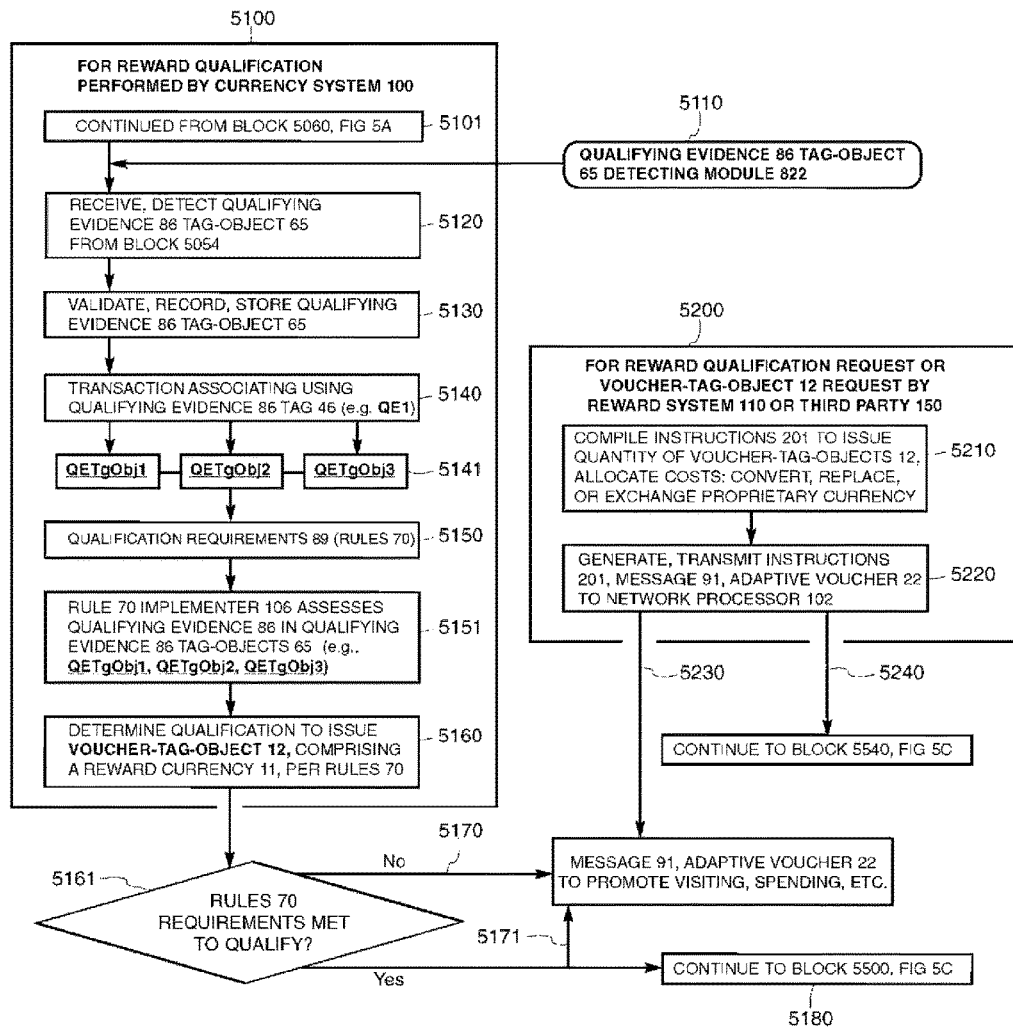 5100
FOR REWARD QUALIFICATION
PERFORMED BY CURRENCY SYSTEM 100
CONTINUED FROM BLOCK 5060, FIG 5A
5101
5110
QUALIFYING EVIDENCE 86 TAG-OBJECT
65 DETECTING MODULE 822
RECEIVE, DETECT QUALIFYING
EVIDENCE 86 TAG-OBJECT 65
FROM BLOCK 5054
5120
VALIDATE, RECORD, STORE QUALIFYING
EVIDENCE 86 TAG-OBJECT 65
5130
TRANSACTION ASSOCIATING USING
QUALIFYING EVIDENCE 86 TAG 46 (e.g. QE1)
5140
QETgObj1
QETgObj2
QETgObj3
5141
QUALIFICATION REQUIREMENTS 89 (RULES 70)
5150
RULE 70 IMPLEMENTER 106 ASSESSES
QUALIFYING EVIDENCE 86 IN QUALIFYING
EVIDENCE 86 TAG-OBJECTS 65 (e.g.,
QETgObj1, QETgObj2, QETgObj3)
5151
DETERMINE QUALIFICATION TO ISSUE
VOUCHER-TAG-OBJECT 12, COMPRISING
A REWARD CURRENCY 11, PER RULES 70
5160
5200
FOR REWARD QUALIFICATION REQUEST OR
VOUCHER-TAG-OBJECT 12 REQUEST BY
REWARD SYSTEM 110 OR THIRD PARTY 150
COMPILE INSTRUCTIONS 201 TO ISSUE
QUANTITY OF VOUCHER-TAG-OBJECTS 12,
ALLOCATE COSTS: CONVERT, REPLACE,
OR EXCHANGE PROPRIETARY CURRENCY
5210
GENERATE, TRANSMIT INSTRUCTIONS
201, MESSAGE 91, ADAPTIVE VOUCHER 22
TO NETWORK PROCESSOR 102
5220
5230
5240
CONTINUE TO BLOCK 5540, FIG 5C
5161
RULES 70
REQUIREMENTS MET
TO QUALIFY?
No
5170
MESSAGE 91, ADAPTIVE VOUCHER 22
TO PROMOTE VISITING, SPENDING, ETC.
5171
Yes
CONTINUE TO BLOCK 5500, FIG 5C
5180